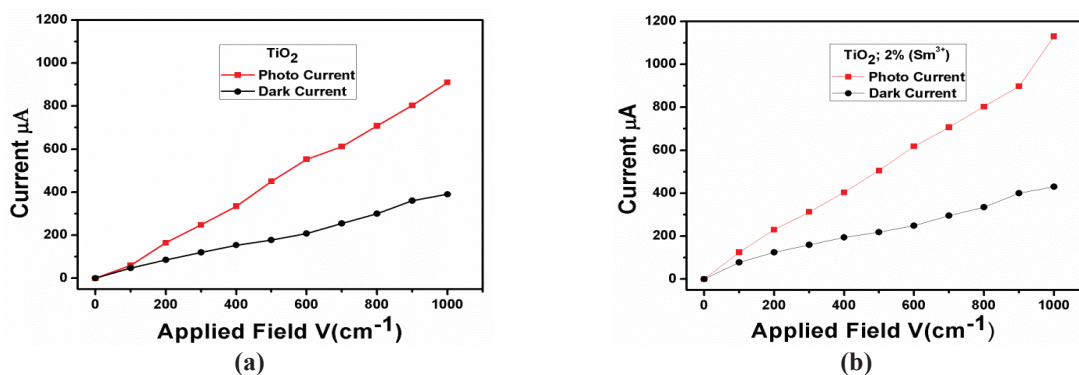 1200
1000
800
600
400
200
0
Current μA
TiO2
Photo Current
Dark Current
0 200 400 600 800 1000
Applied Field V(cm-1)
(a)
1200
1000
800
600
400
200
0
Current μA
TiO2; 2% (Sm3+)
Photo Current
Dark Current
0 200 400 600 800 1000
Applied Field V(cm-1)
(b)